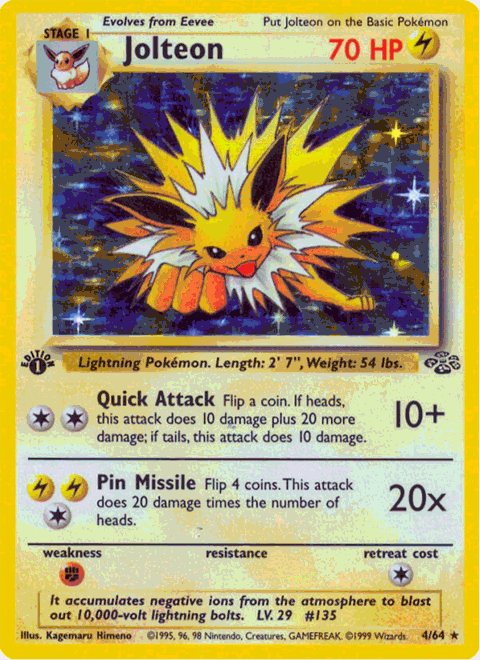 Evolves from Eevee
Put Jolteon on the Basic Pokémon
STAGE 1
Jolteon
70 HP
EDITION
1
Lightning Pokémon. Length: 2' 7", Weight: 54 lbs.
Quick Attack Flip a coin. If heads,
this attack does 10 damage plus 20 more
damage; if tails, this attack does 10 damage.
10+
Pin Missile Flip 4 coins. This attack
does 20 damage times the number of
heads.
20x
weakness
resistance
retreat cost
It accumulates negative ions from the atmosphere to blast
out 10,000-volt lightning bolts. LV. 29 #135
Illus. Kagemaru Himeno
©1995, 96, 98 Nintendo, Creatures, GAMEFREAK. ©1999 Wizards.
4/64 ★